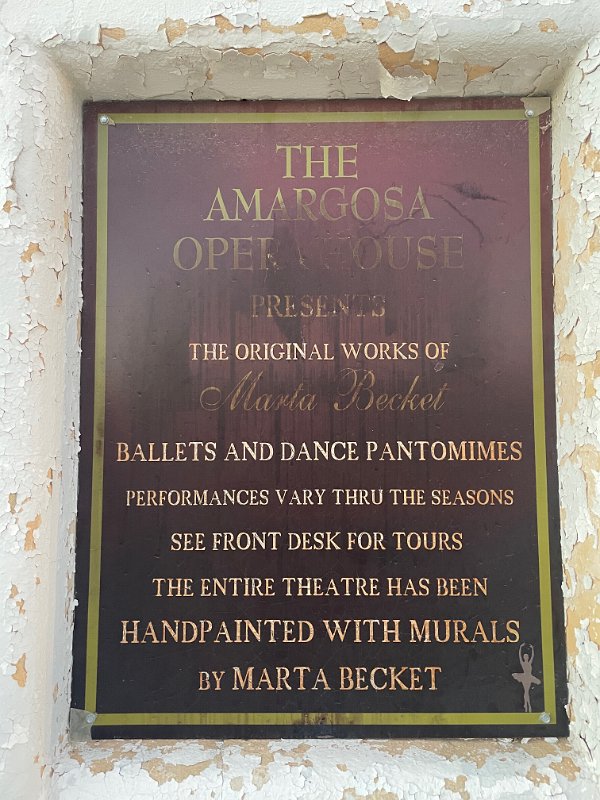 THE
AMARGOSA
OPERA HOUSE
PRESENTS
THE ORIGINAL WORKS OF
Marta Becket
BALLETS AND DANCE PANTOMIMES
PERFORMANCES VARY THRU THE SEASONS
SEE FRONT DESK FOR TOURS
THE ENTIRE THEATRE HAS BEEN
HANDPAINTED WITH MURALS
BY MARTA BECKET